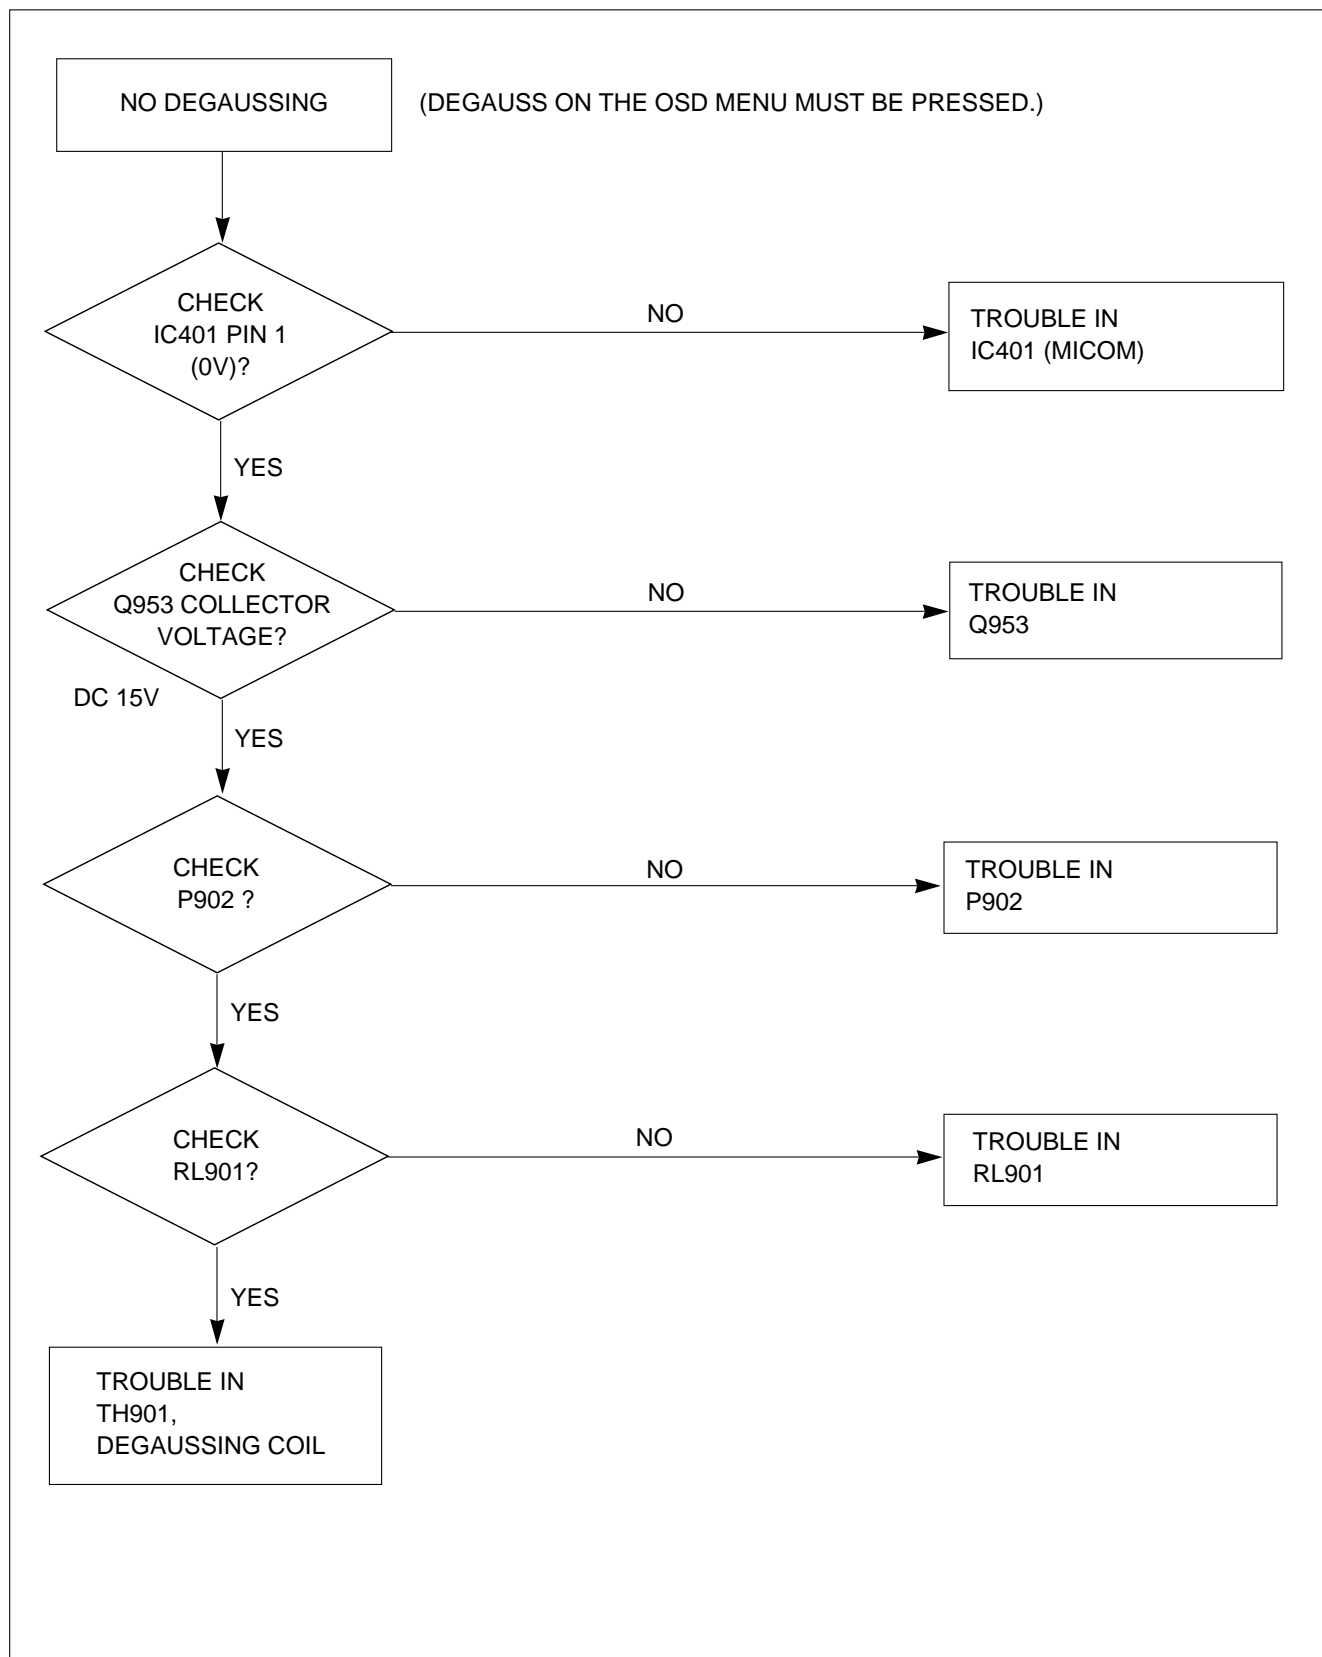 NO DEGAUSSING
(DEGAUSS ON THE OSD MENU MUST BE PRESSED.)
CHECK
IC401 PIN 1
(0V)?
NO
TROUBLE IN
IC401 (MICOM)
YES
CHECK
Q953 COLLECTOR
VOLTAGE?
NO
TROUBLE IN
Q953
DC 15V
YES
CHECK
P902 ?
NO
TROUBLE IN
P902
YES
CHECK
RL901?
NO
TROUBLE IN
RL901
YES
TROUBLE IN
TH901,
DEGAUSSING COIL